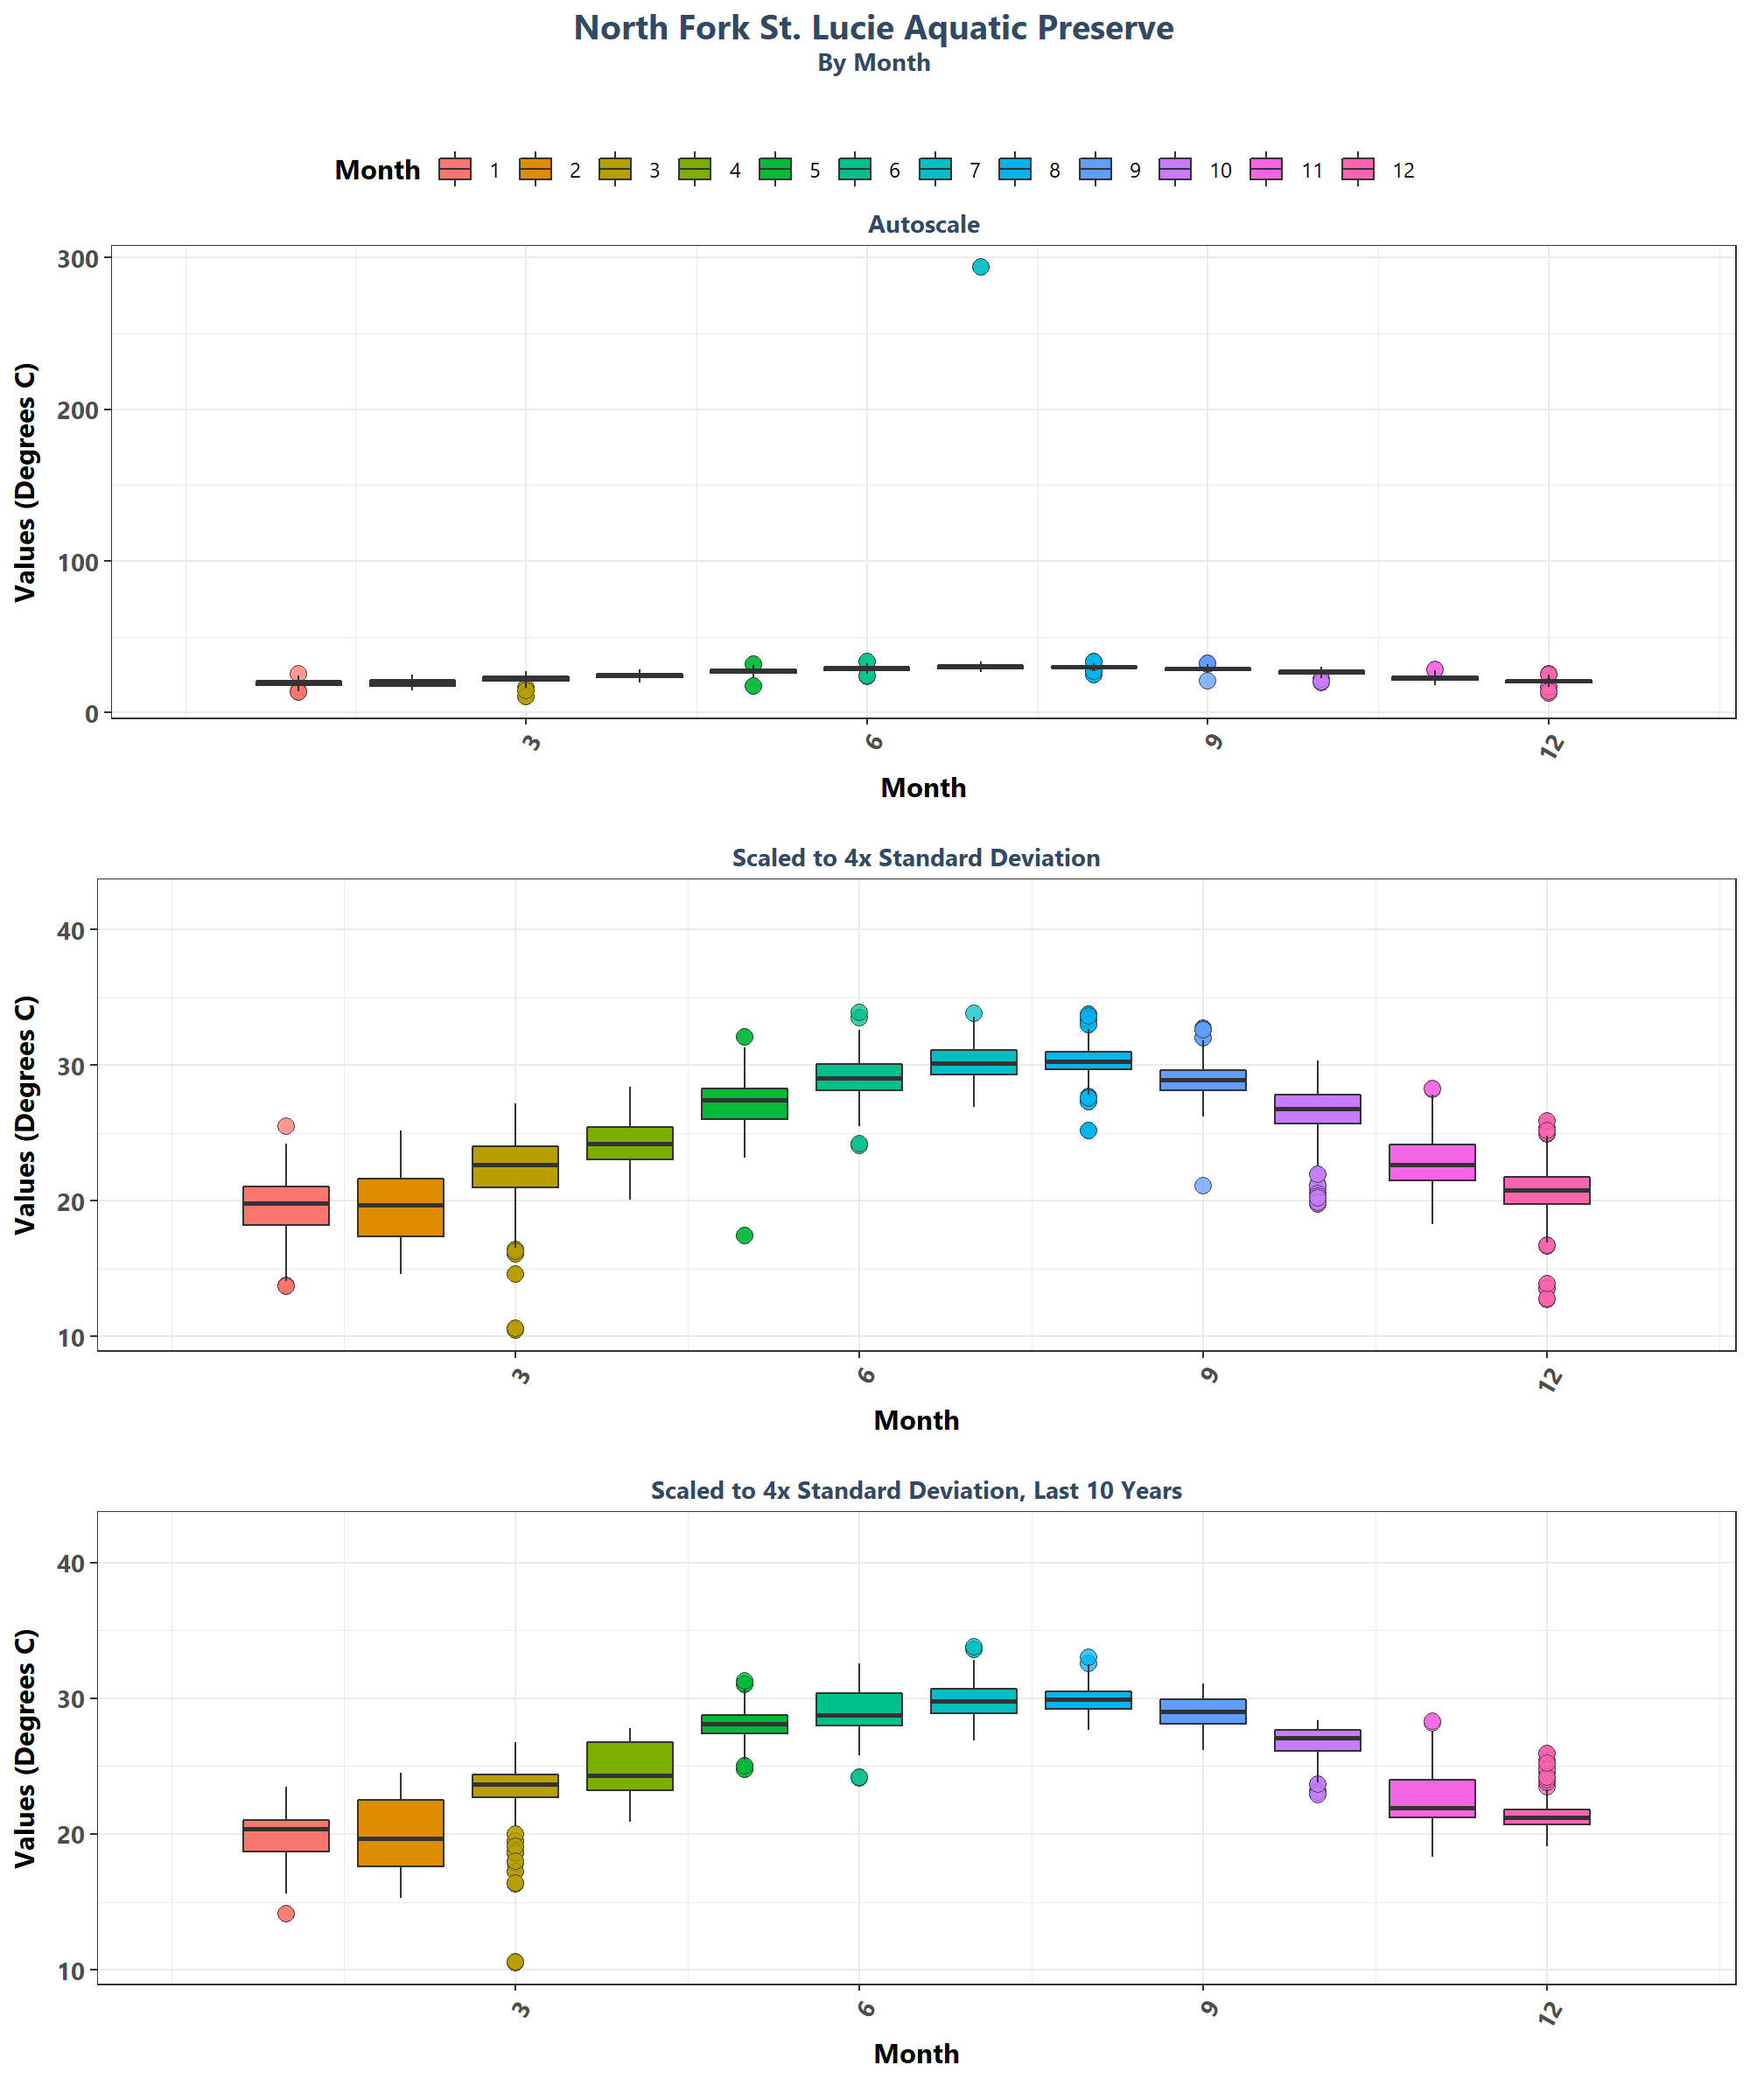 North Fork St. Lucie Aquatic Preserve
By Month
Month 1 2 3 4 5 6 7 8 9 10 11 12
Autoscale
Values (Degrees C)
300
200
100
0
3 6 9 12
Month
Scaled to 4x Standard Deviation
Values (Degrees C)
40
30
20
10
3 6 9 12
Month
Scaled to 4x Standard Deviation, Last 10 Years
Values (Degrees C)
40
30
20
10
3 6 9 12
Month